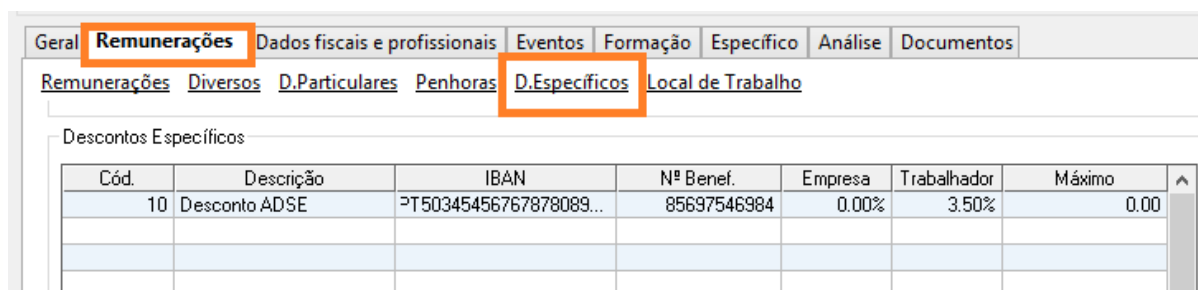 Geral Remunerações Dados fiscais e profissionais Eventos Formação Específico Análise Documentos
Remunerações Diversos D.Particulares Penhoras D.Específicos Local de Trabalho
Descontos Específicos
Cód. Descrição IBAN Nº Benef. Empresa Trabalhador Máximo
10 Desconto ADSE PT50345456767878089... 85697546984 0.00% 3.50% 0.00